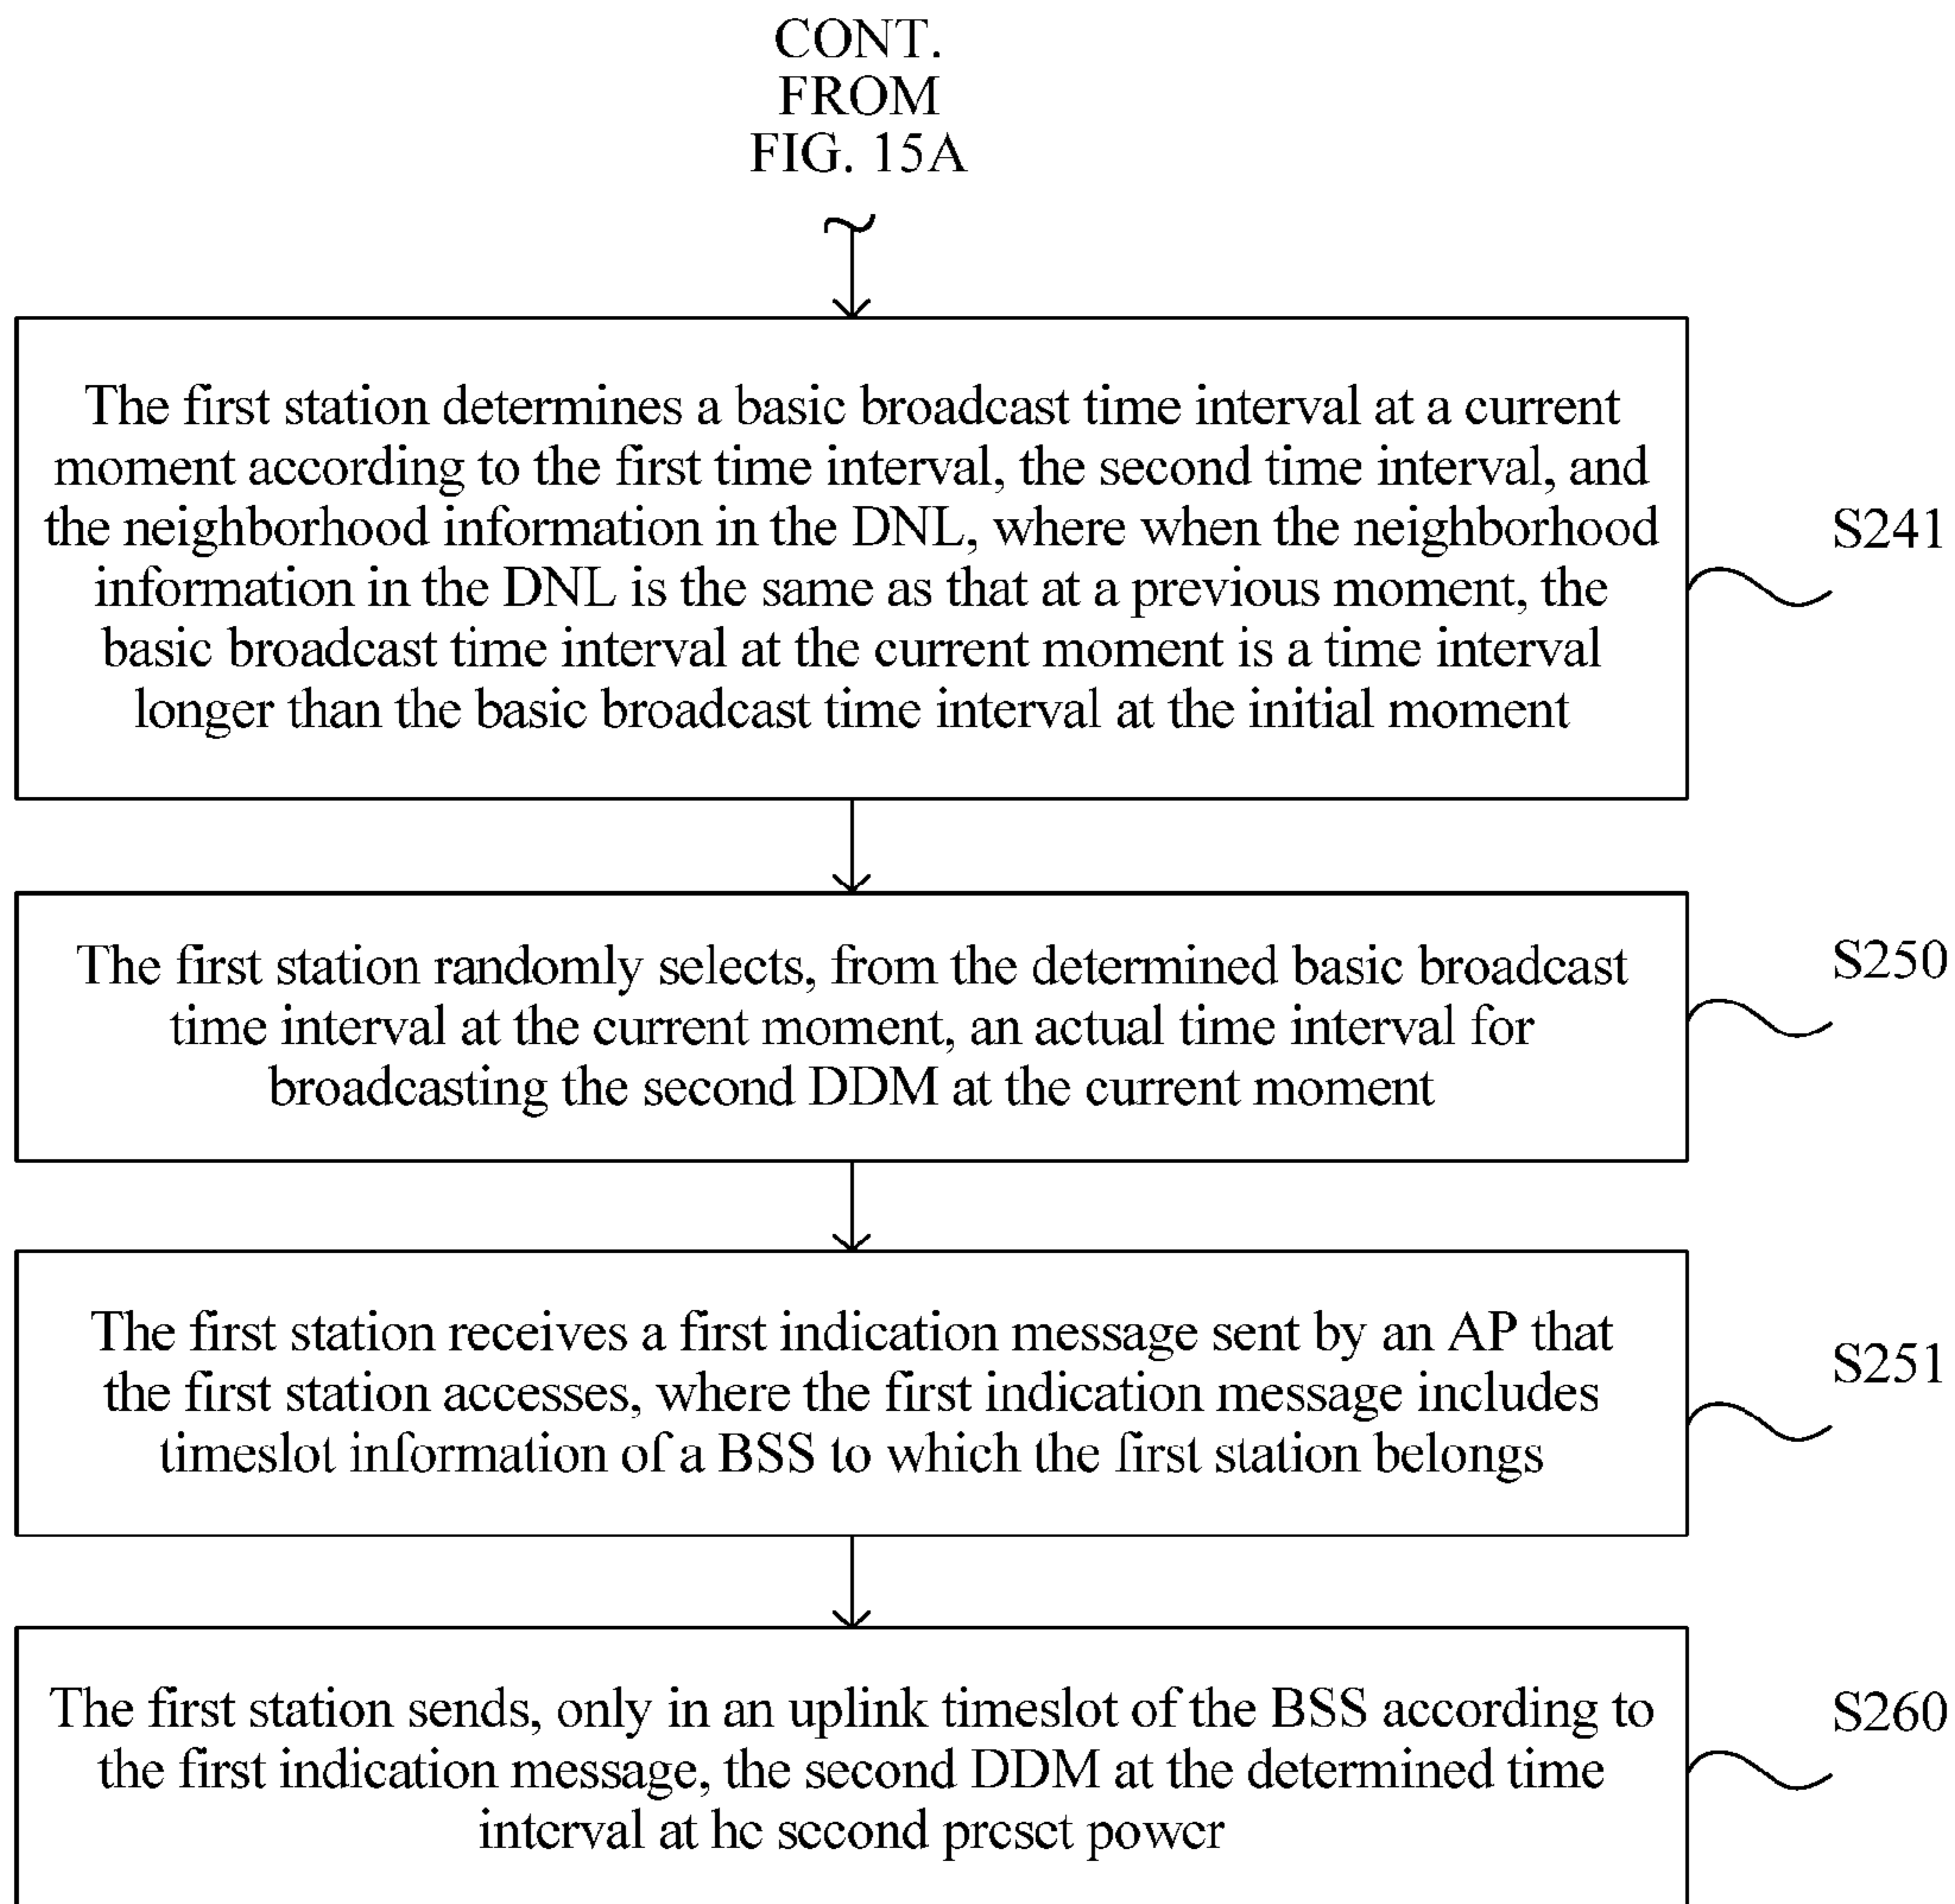 CONT.
FROM
FIG. 15A
The first station determines a basic broadcast time interval at a current
moment according to the first time interval, the second time interval, and
the neighborhood information in the DNL, where when the neighborhood
information in the DNL is the same as that at a previous moment, the
basic broadcast time interval at the current moment is a time interval
longer than the basic broadcast time interval at the initial moment
S241
The first station randomly selects, from the determined basic broadcast
time interval at the current moment, an actual time interval for
broadcasting the second DDM at the current moment
S250
The first station receives a first indication message sent by an AP that
the first station accesses, where the first indication message includes
timeslot information of a BSS to which the first station belongs
S251
The first station sends, only in an uplink timeslot of the BSS according to
the first indication message, the second DDM at the determined time
interval at he second preset power
S260